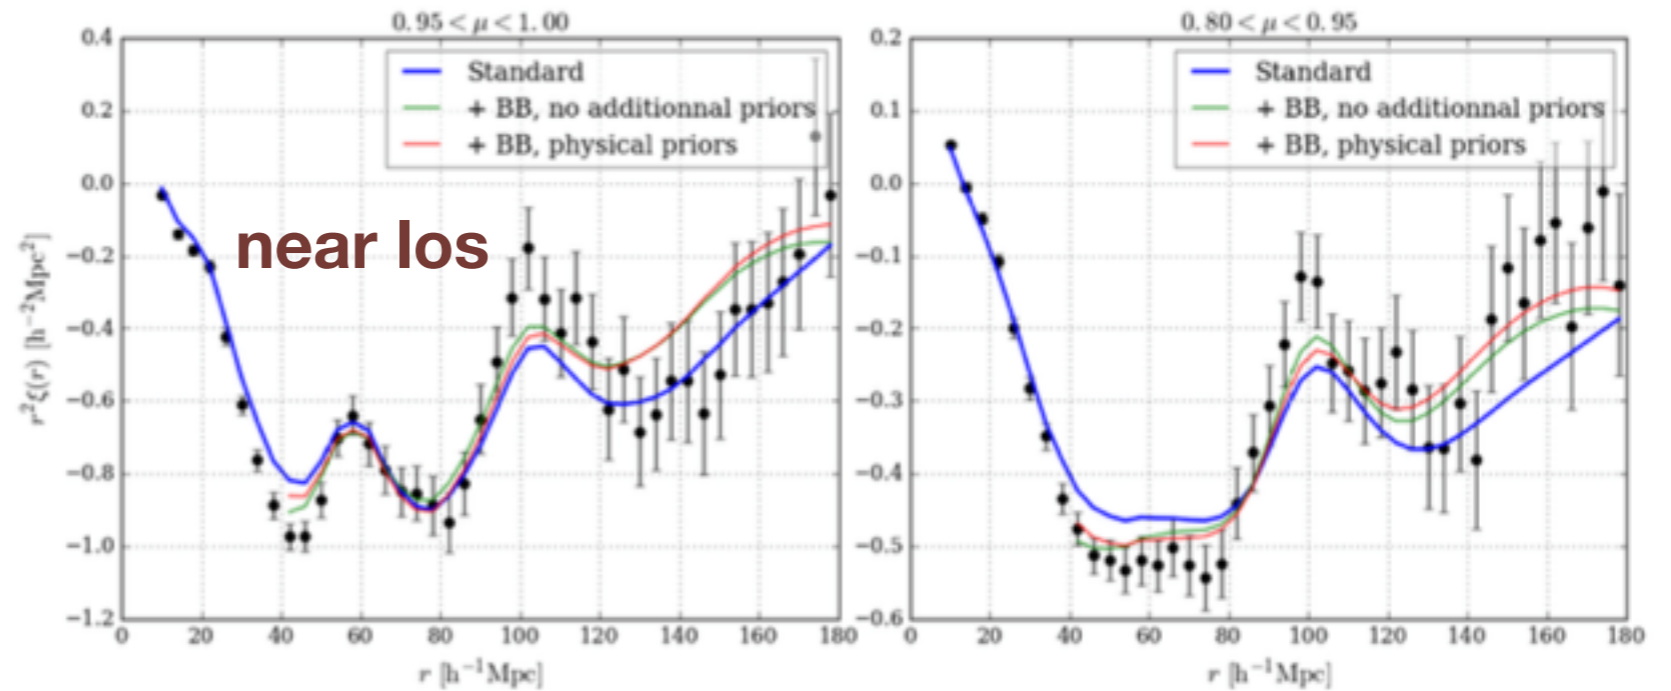 0.95 < μ < 1.00
0.4
0.2
0.0
−0.2
−0.4
−0.6
−0.8
−1.0
−1.2
r²ξ(r) [h⁻²Mpc²]
Standard
+ BB, no additionnal priors
+ BB, physical priors
near los
0 20 40 60 80 100 120 140 160 180
r [h⁻¹Mpc]
0.80 < μ < 0.95
0.2
0.1
0.0
−0.1
−0.2
−0.3
−0.4
−0.5
−0.6
Standard
+ BB, no additionnal priors
+ BB, physical priors
0 20 40 60 80 100 120 140 160 180
r [h⁻¹Mpc]